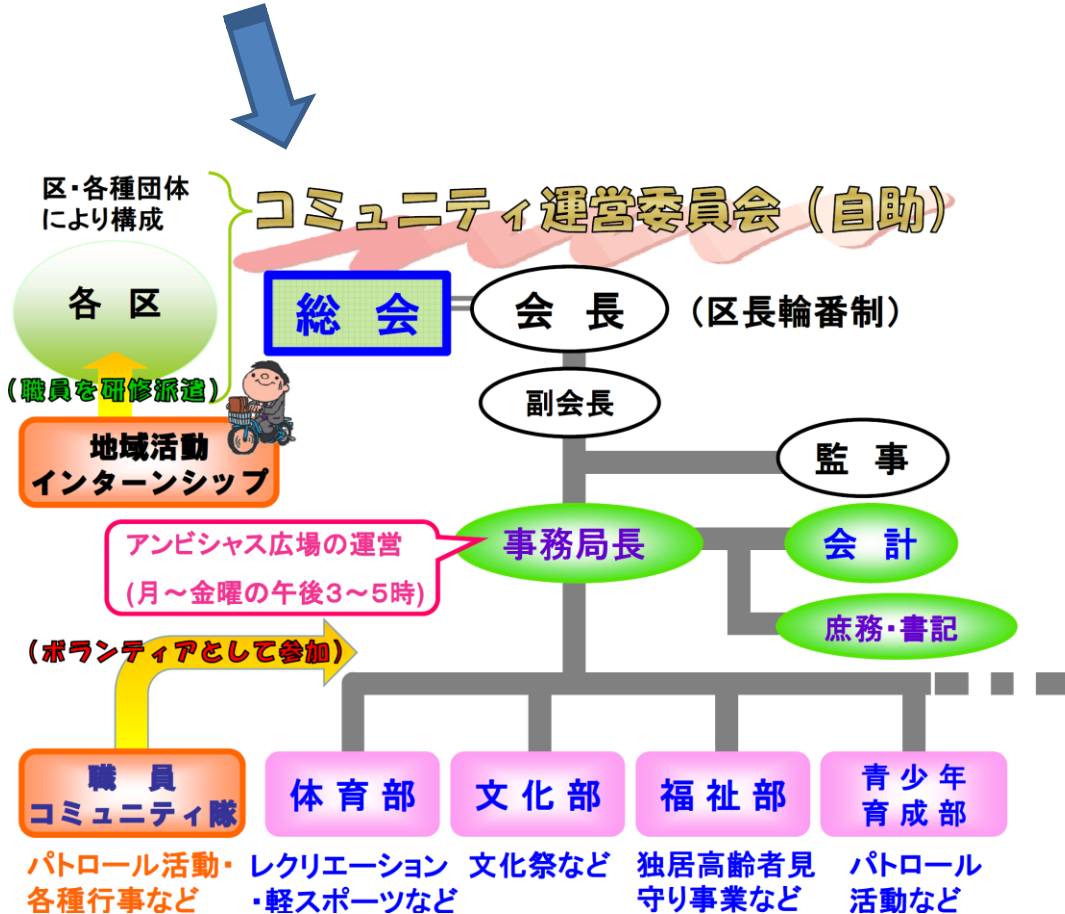 区・各種団体
により構成
コミュニティ運営委員会（自助）
各 区
総 会
会 長
（区長輪番制）
（職員を研修派遣）
副会長
地域活動
インターンシップ
監 事
アンビシャス広場の運営
(月～金曜の午後3～5時)
事務局長
会 計
庶務・書記
（ボランティアとして参加）
職 員
コミュニティ隊
体 育 部
文 化 部
福 祉 部
青 少 年
育 成 部
パトロール活動・
各種行事など
レクリエーション
・軽スポーツなど
文化祭など
独居高齢者見
守り事業など
パトロール
活動など